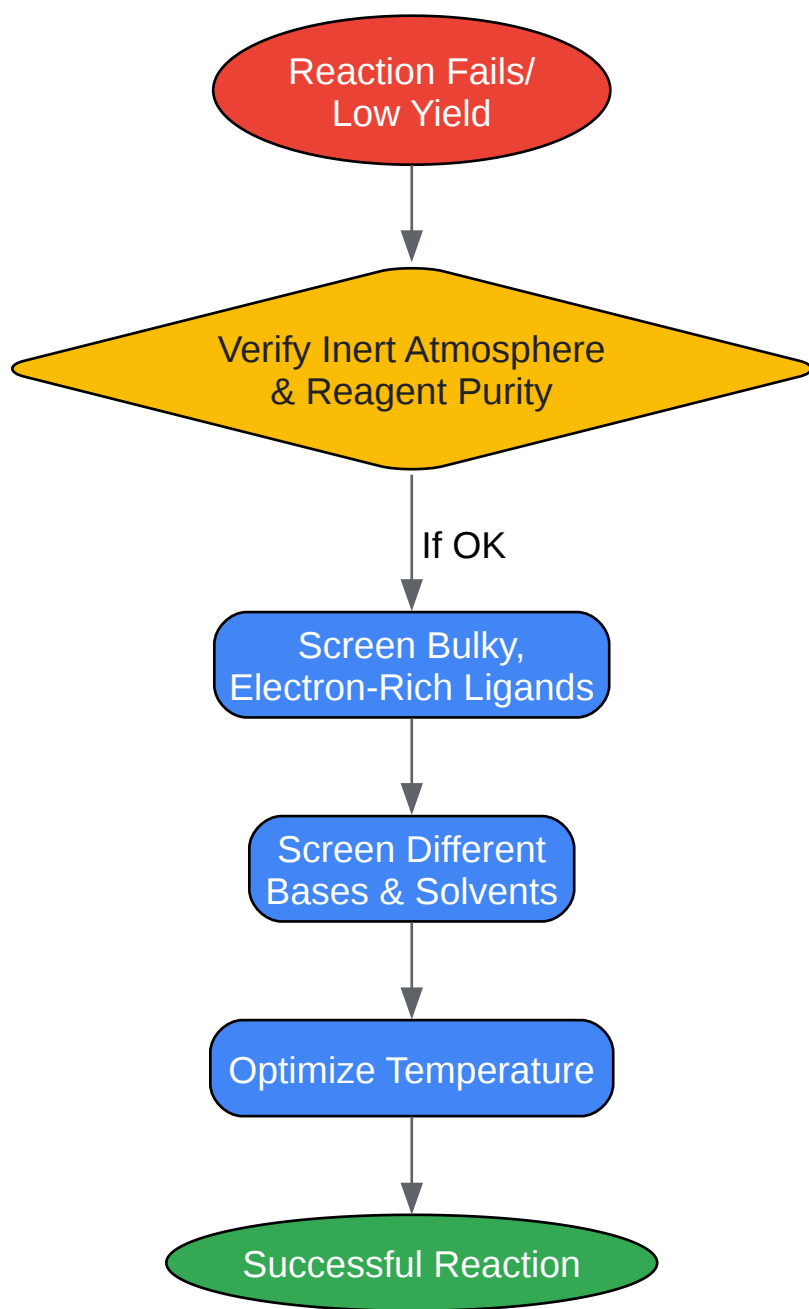 Reaction Fails/
Low Yield
Verify Inert Atmosphere
& Reagent Purity
If OK
Screen Bulky,
Electron-Rich Ligands
Screen Different
Bases & Solvents
Optimize Temperature
Successful Reaction